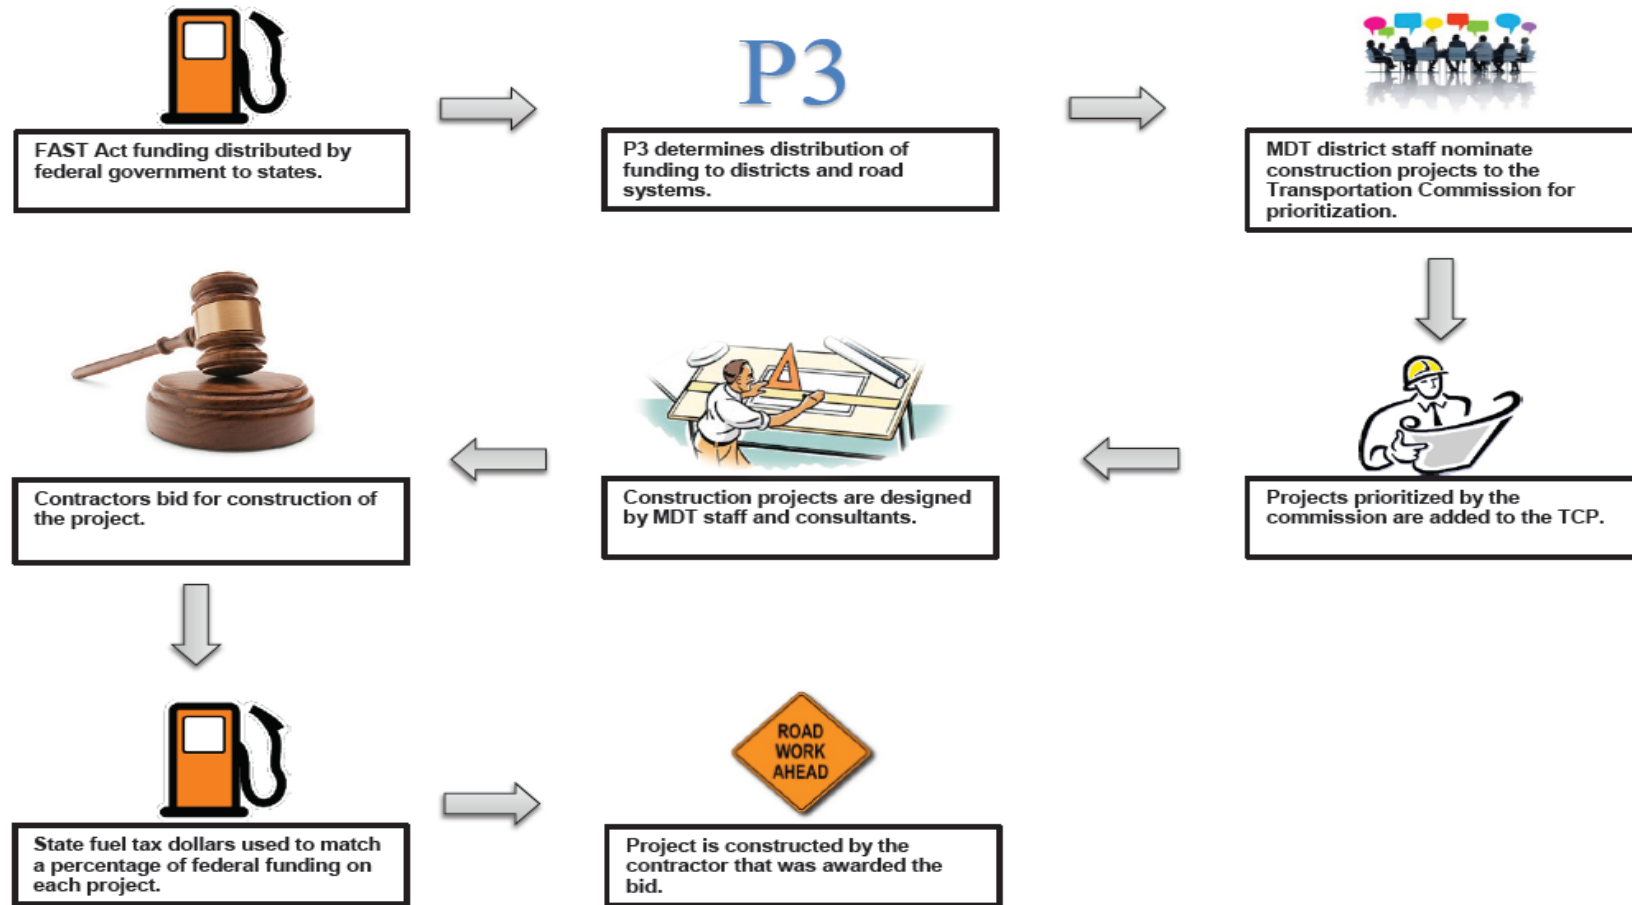 P3
FAST Act funding distributed by
federal government to states.
P3 determines distribution of
funding to districts and road
systems.
MDT district staff nominate
construction projects to the
Transportation Commission for
prioritization.
Projects prioritized by the
commission are added to the TCP.
Construction projects are designed
by MDT staff and consultants.
Contractors bid for construction of
the project.
State fuel tax dollars used to match
a percentage of federal funding on
each project.
ROAD
WORK
AHEAD
Project is constructed by the
contractor that was awarded the
bid.